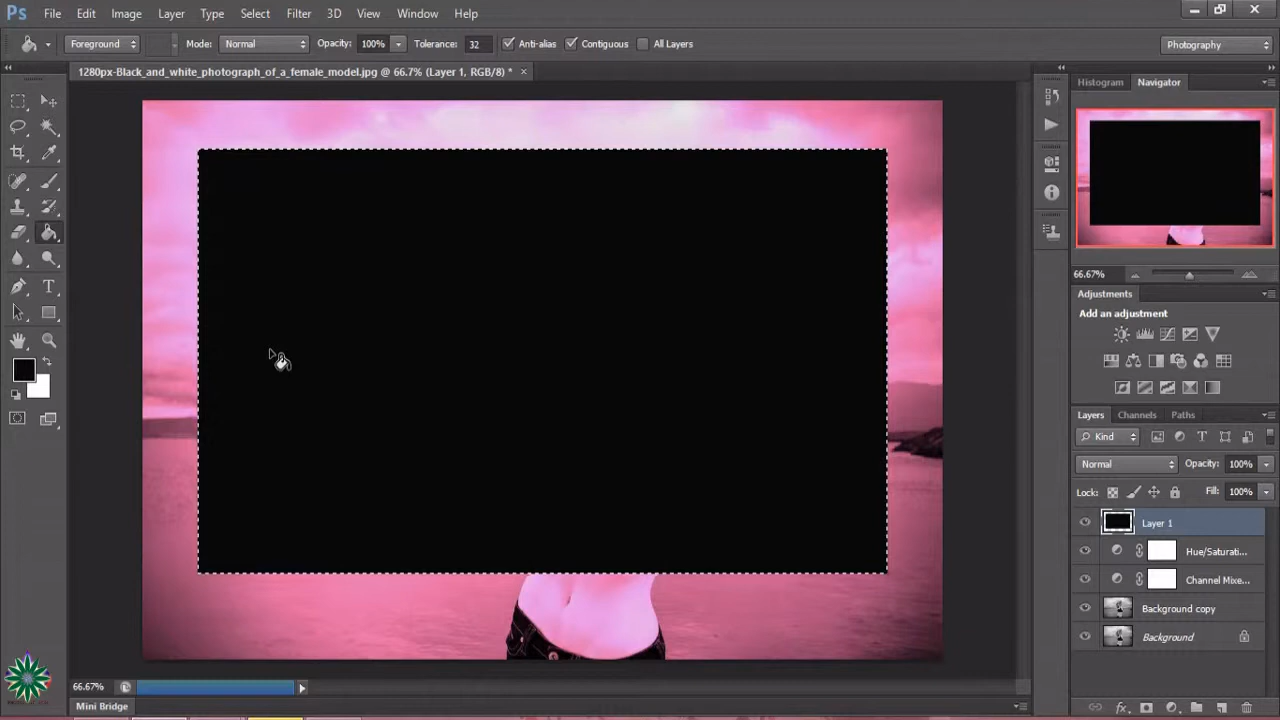 Ps File Edit Image Layer Type Select Filter 3D View Window Help
Foreground Mode: Normal Opacity: 100% Tolerance: 32 Anti-alias Contiguous All Layers Photography
1280px-Black_and_white_photograph_of_a_female_model.jpg @ 66.7% (Layer 1, RGB/8) *
Histogram Navigator
66.67%
Adjustments
Add an adjustment
Layers Channels Paths
Kind
Normal Opacity: 100%
Lock: Fill: 100%
Layer 1
Hue/Saturati...
Channel Mixe...
Background copy
Background
66.67%
Mini Bridge